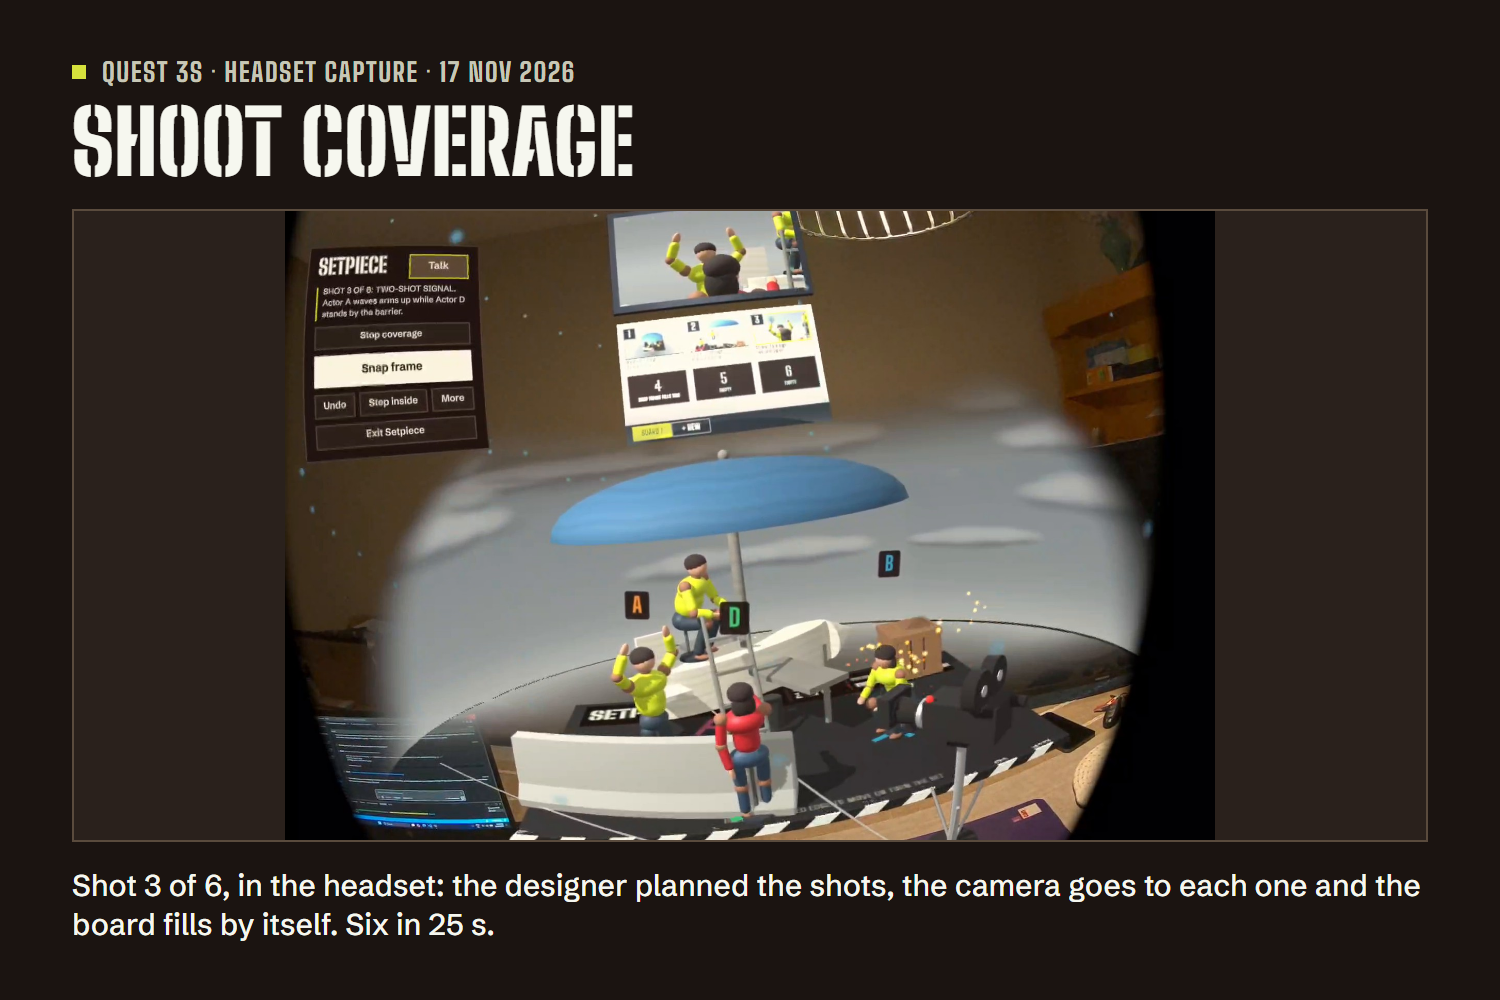 QUEST 3S · HEADSET CAPTURE · 17 NOV 2026
SHOOT COVERAGE
SETPIECE
Talk
SHOT 3 OF 6: TWO-SHOT SIGNAL.
Actor A waves arms up while Actor D
stands by the barrier.
Stop coverage
Snap frame
Undo
Step inside
More
Exit Setpiece
1
2
3
4
5
6
+ NEW
A
D
B
Shot 3 of 6, in the headset: the designer planned the shots, the camera goes to each one and the
board fills by itself. Six in 25 s.